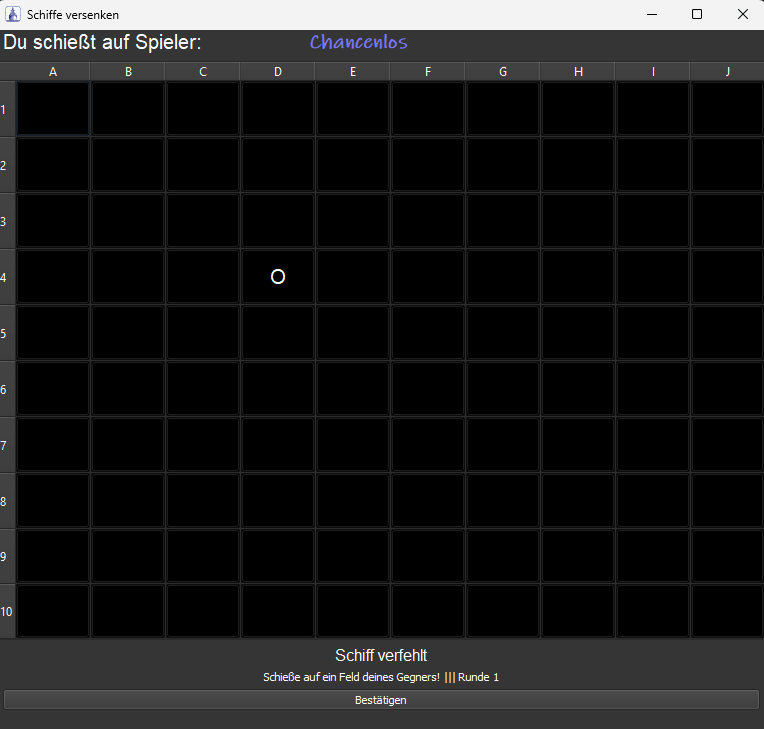 Schiffe versenken
Du schießt auf Spieler: Chancenlos
A B C D E F G H I J
1
2
3
4 O
5
6
7
8
9
10
Schiff verfehlt
Schieße auf ein Feld deines Gegners! ||| Runde 1
Bestätigen